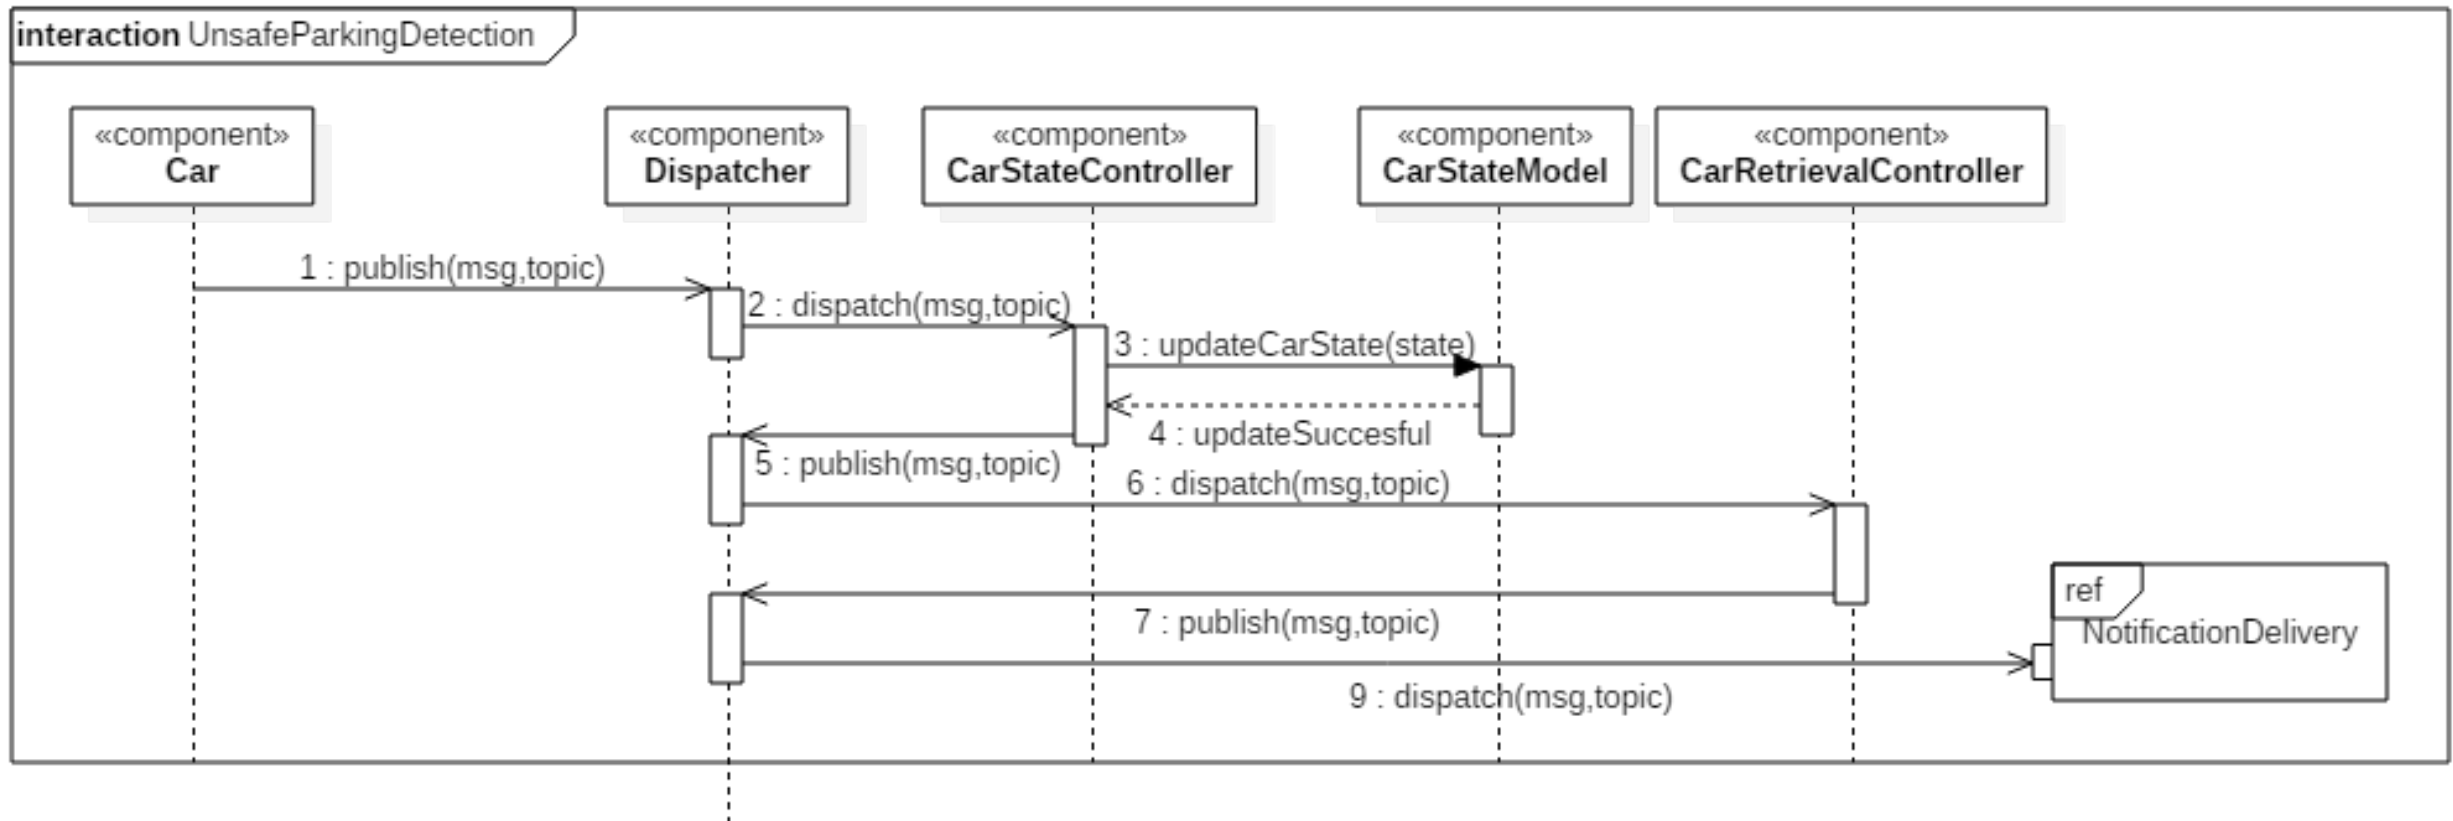 interaction UnsafeParkingDetection
«component»
Car
«component»
Dispatcher
«component»
CarStateController
«component»
CarStateModel
«component»
CarRetrievalController
1 : publish(msg,topic)
2 : dispatch(msg,topic)
3 : updateCarState(state)
4 : updateSuccesful
5 : publish(msg,topic)
6 : dispatch(msg,topic)
7 : publish(msg,topic)
ref
NotificationDelivery
9 : dispatch(msg,topic)